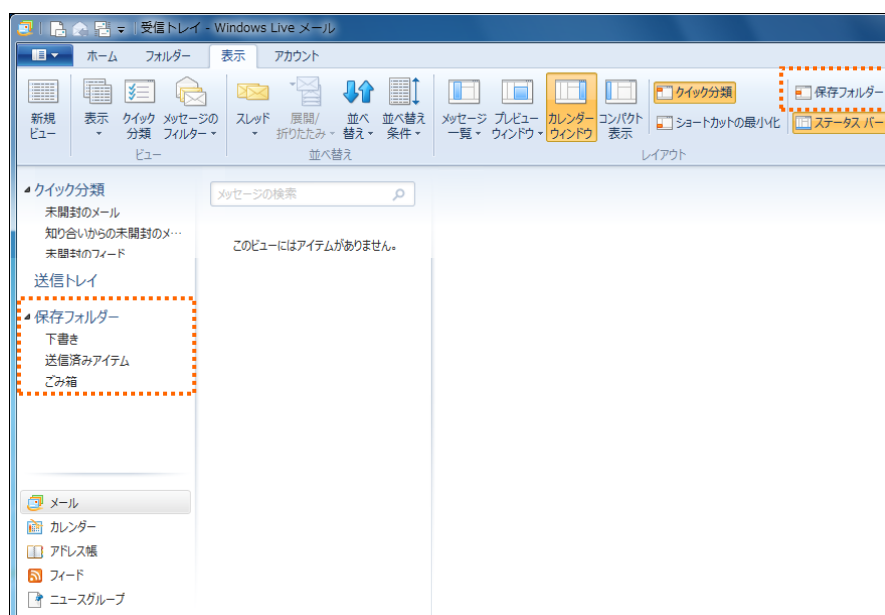 受信トレイ - Windows Live メール
ホーム フォルダー 表示 アカウント
新規
ビュー
表示
クイック
分類
メッセージの
フィルター
ビュー
スレッド
展開/
折りたたみ
並べ
替え
並べ替え
条件
並べ替え
メッセージ
一覧
プレビュー
ウィンドウ
カレンダー
ウィンドウ
コンパクト
表示
クイック分類
ショートカットの最小化
保存フォルダー
ステータス バー
レイアウト
クイック分類
未開封のメール
知り合いからの未開封のメ…
未開封のフィード
送信トレイ
保存フォルダー
下書き
送信済みアイテム
ごみ箱
メッセージの検索
このビューにはアイテムがありません。
メール
カレンダー
アドレス帳
フィード
ニュースグループ